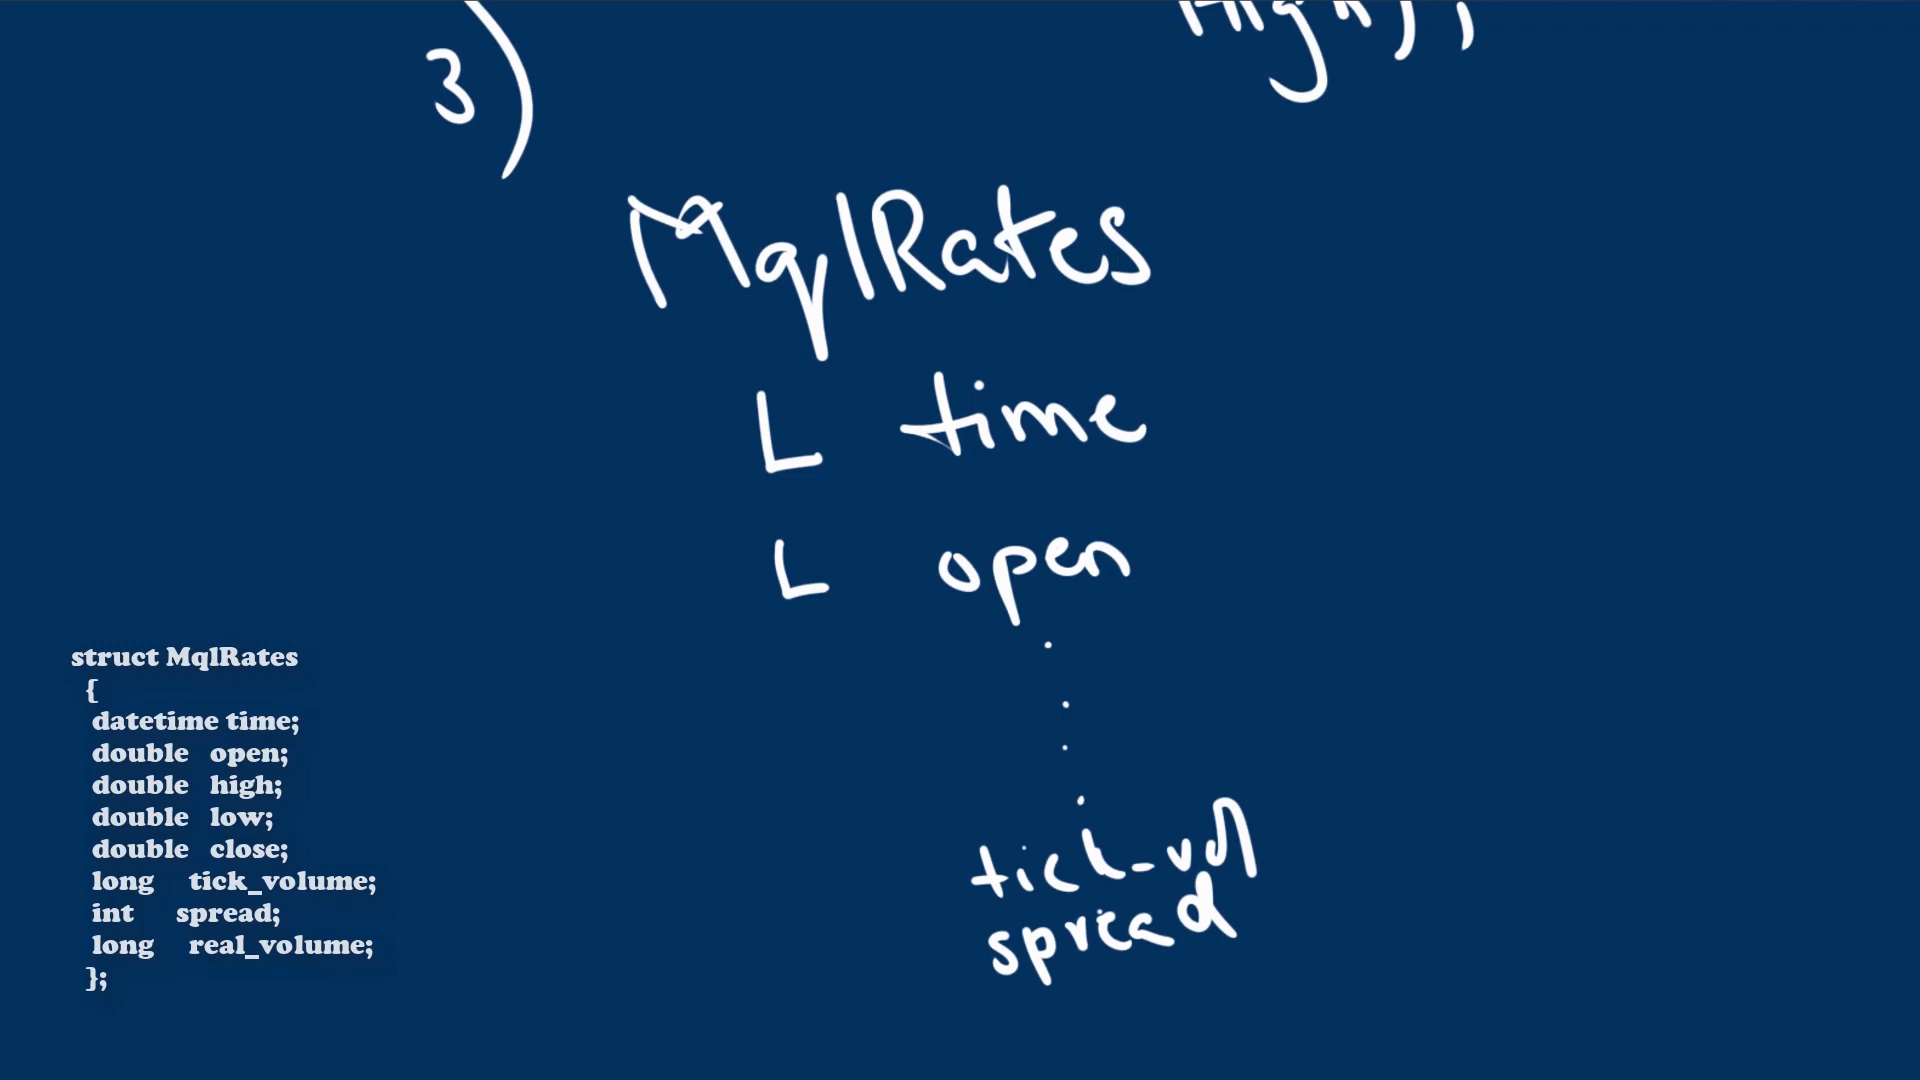 3)
MqlRates
L time
L open
.
.
.
.
tick_vol
spread
struct MqlRates
{
datetime time;
double open;
double high;
double low;
double close;
long tick_volume;
int spread;
long real_volume;
};